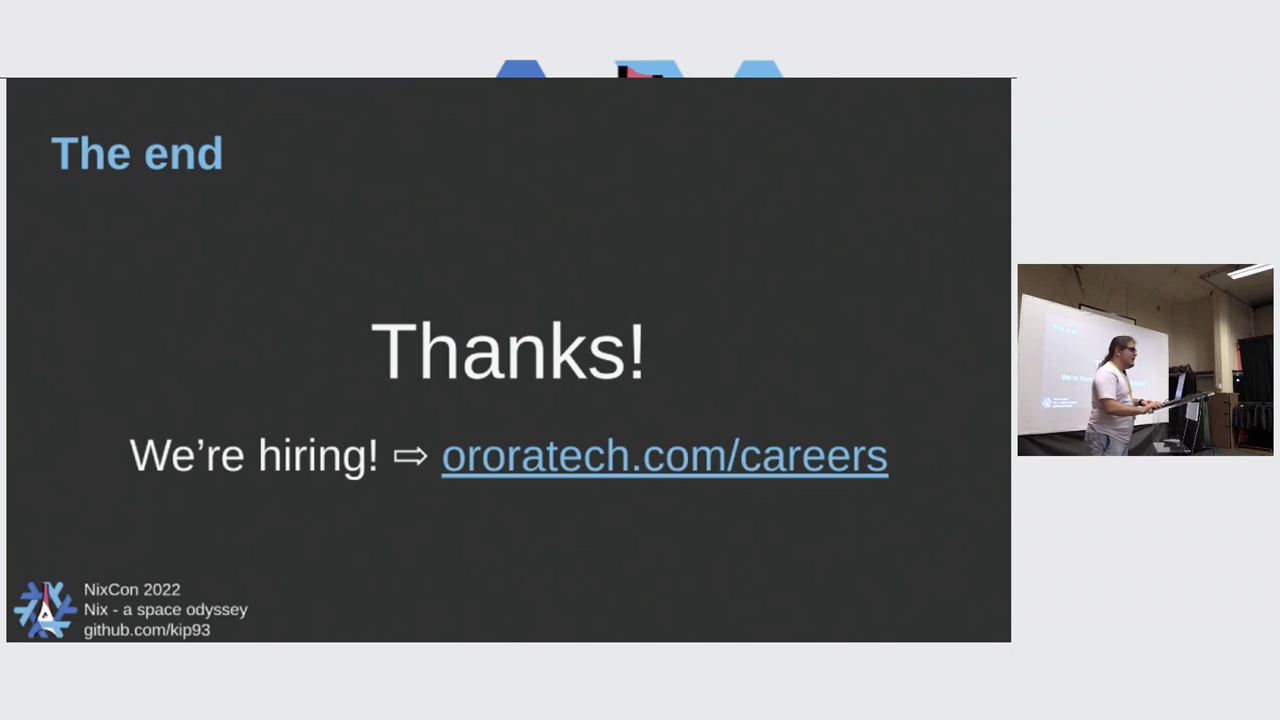 The end
Thanks!
We’re hiring! ⇨ ororatech.com/careers
NixCon 2022
Nix - a space odyssey
github.com/kip93